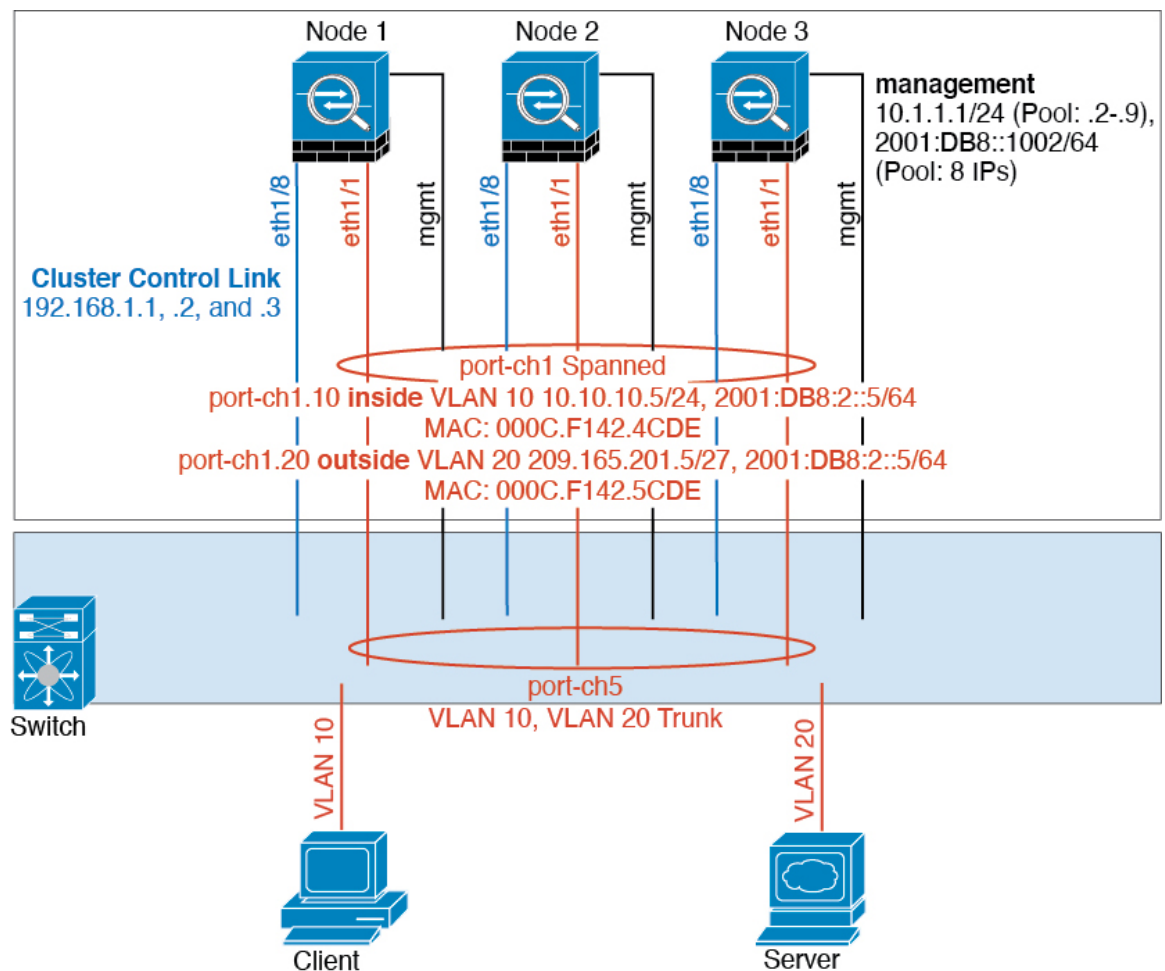 Node 1
Node 2
Node 3
management
10.1.1.1/24 (Pool: .2-.9),
2001:DB8::1002/64
(Pool: 8 IPs)
eth1/8
eth1/1
mgmt
eth1/8
eth1/1
mgmt
eth1/8
eth1/1
mgmt
Cluster Control Link
192.168.1.1, .2, and .3
port-ch1 Spanned
port-ch1.10 inside VLAN 10 10.10.10.5/24, 2001:DB8:2::5/64
MAC: 000C.F142.4CDE
port-ch1.20 outside VLAN 20 209.165.201.5/27, 2001:DB8:2::5/64
MAC: 000C.F142.5CDE
Switch
port-ch5
VLAN 10, VLAN 20 Trunk
VLAN 10
VLAN 20
Client
Server